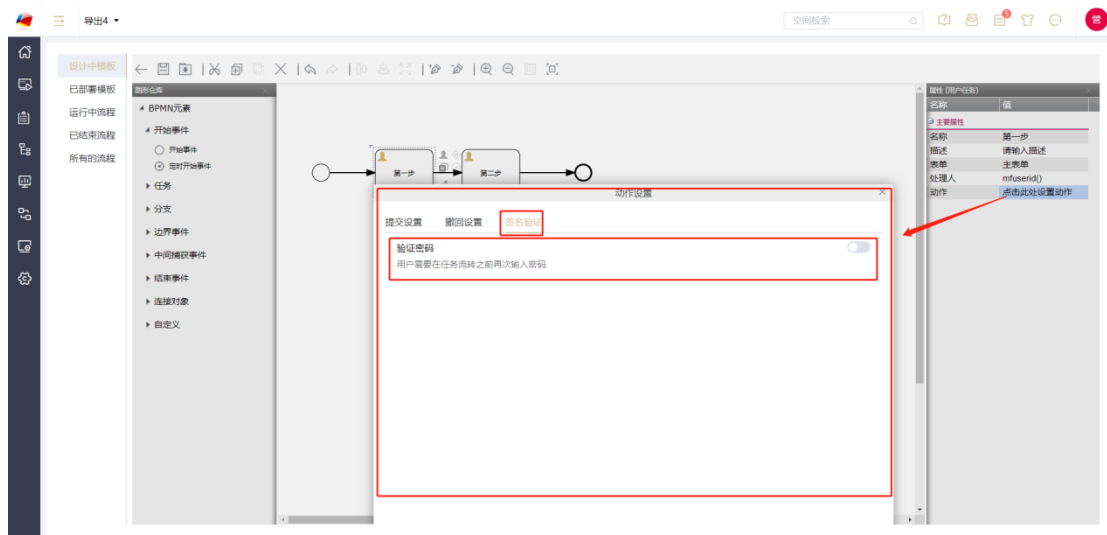 导出4
空间检索
5
管
设计中模板
已部署模板
运行中流程
已结束流程
所有的流程
图形仓库
BPMN元素
开始事件
开始事件
定时开始事件
任务
分支
边界事件
中间捕获事件
结束事件
连接对象
自定义
第一步
第二步
动作设置
提交设置
撤回设置
签名验证
验证密码
用户需要在任务流转之前再次输入密码
属性 (用户任务)
名称 值
主要属性
名称 第一步
描述 请输入描述
表单 主表单
处理人 mfuserid()
动作 点击此处设置动作